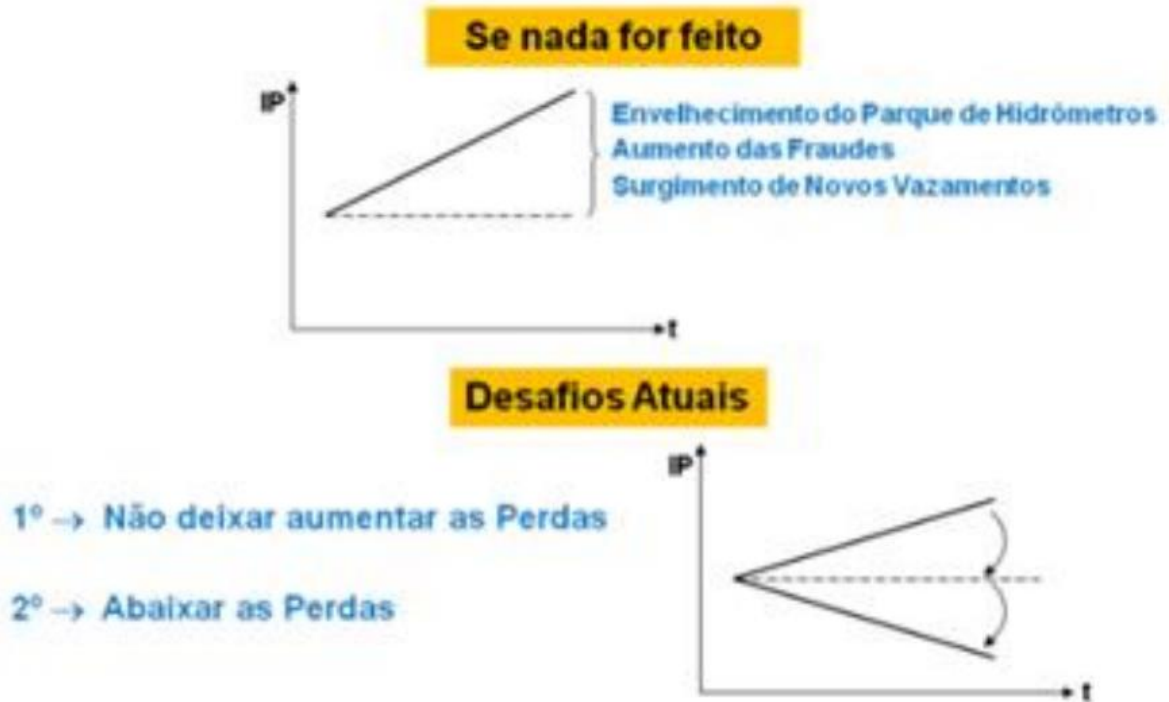 Se nada for feito
IP
Envelhecimento do Parque de Hidrômetros
Aumento das Fraudes
Surgimento de Novos Vazamentos
t
Desafios Atuais
IP
1º → Não deixar aumentar as Perdas
2º → Abaixar as Perdas
t